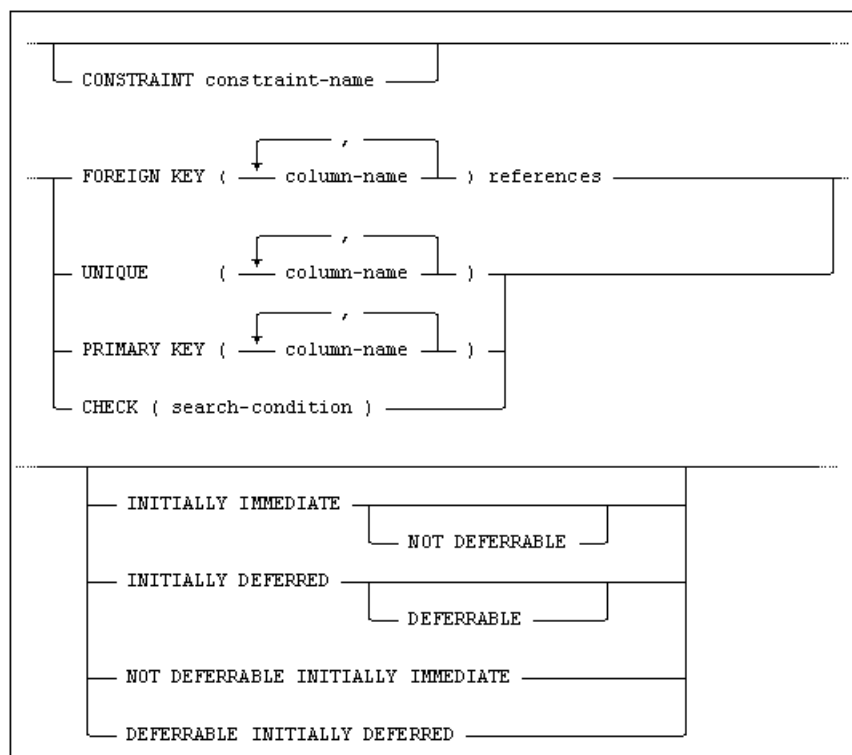 CONSTRAINT constraint-name
,
FOREIGN KEY ( column-name ) references
,
UNIQUE ( column-name )
,
PRIMARY KEY ( column-name )
CHECK ( search-condition )
INITIALLY IMMEDIATE
NOT DEFERRABLE
INITIALLY DEFERRED
DEFERRABLE
NOT DEFERRABLE INITIALLY IMMEDIATE
DEFERRABLE INITIALLY DEFERRED